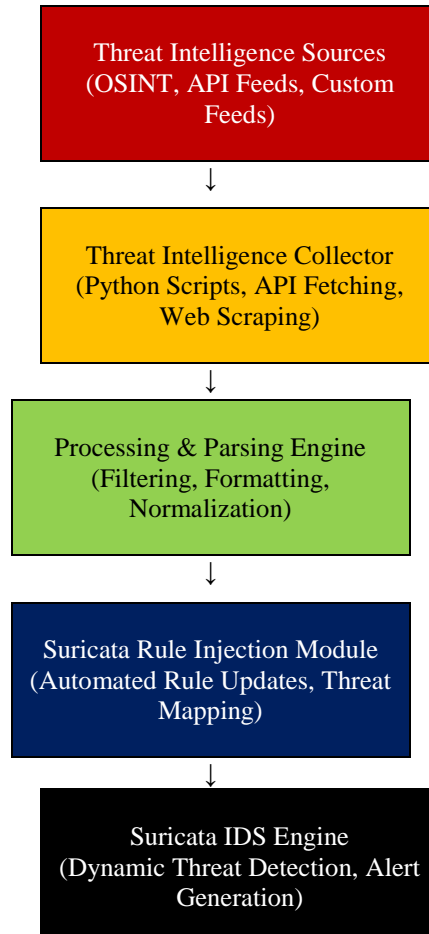 Threat Intelligence Sources
(OSINT, API Feeds, Custom
Feeds)
↓
Threat Intelligence Collector
(Python Scripts, API Fetching,
Web Scraping)
↓
Processing & Parsing Engine
(Filtering, Formatting,
Normalization)
↓
Suricata Rule Injection Module
(Automated Rule Updates, Threat
Mapping)
↓
Suricata IDS Engine
(Dynamic Threat Detection, Alert
Generation)